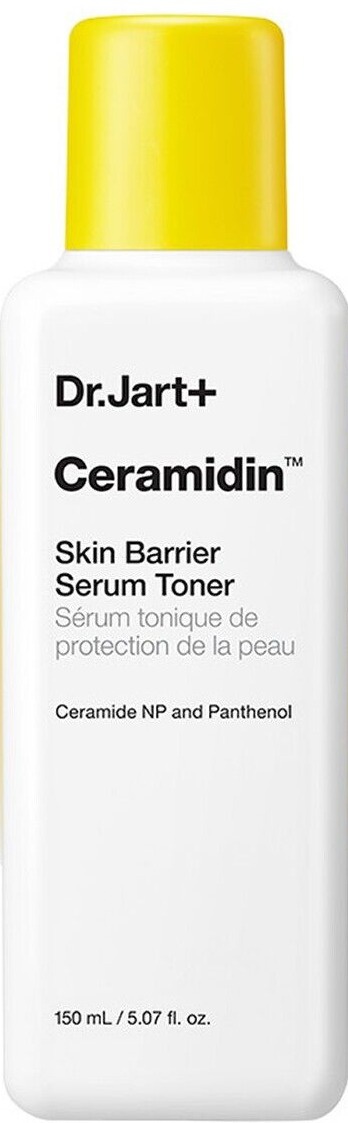 Dr.Jart+
Ceramidin™
Skin Barrier
Serum Toner
Sérum tonique de
protection de la peau
Ceramide NP and Panthenol
150 mL / 5.07 fl. oz.